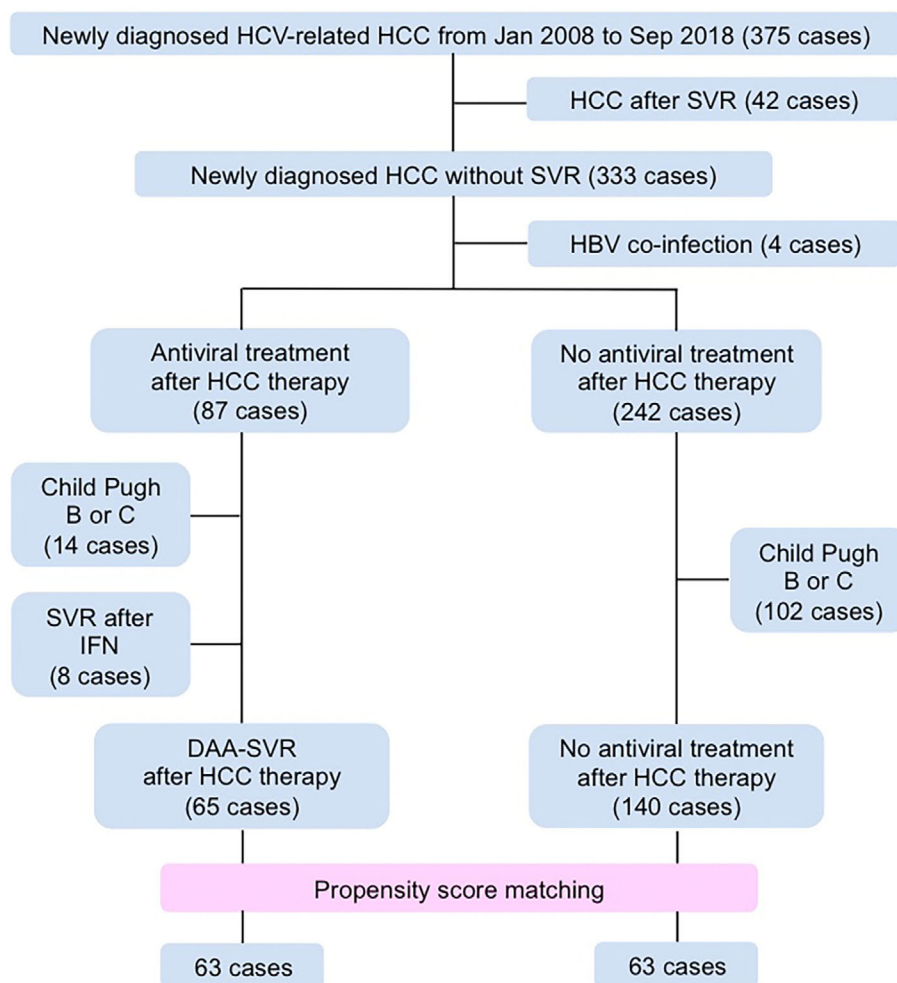 Newly diagnosed HCV-related HCC from Jan 2008 to Sep 2018 (375 cases)
HCC after SVR (42 cases)
Newly diagnosed HCC without SVR (333 cases)
HBV co-infection (4 cases)
Antiviral treatment
after HCC therapy
(87 cases)
No antiviral treatment
after HCC therapy
(242 cases)
Child Pugh
B or C
(14 cases)
Child Pugh
B or C
(102 cases)
SVR after
IFN
(8 cases)
DAA-SVR
after HCC therapy
(65 cases)
No antiviral treatment
after HCC therapy
(140 cases)
Propensity score matching
63 cases
63 cases